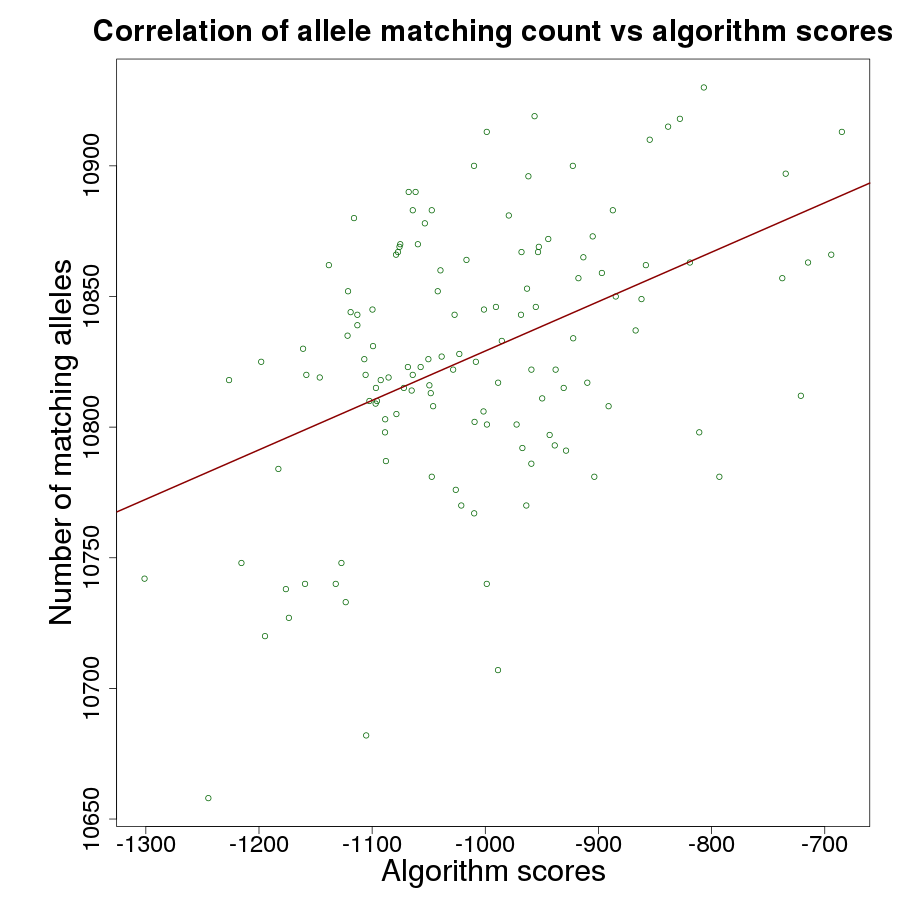 Correlation of allele matching count vs algorithm scores
Number of matching alleles
10900
10850
10800
10750
10700
10650
-1300 -1200 -1100 -1000 -900 -800 -700
Algorithm scores